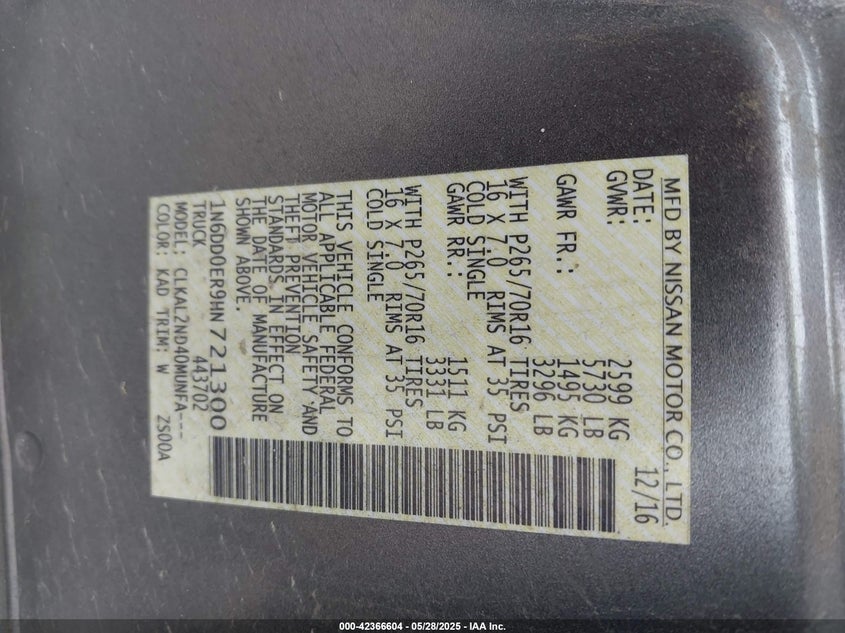 MFD BY NISSAN MOTOR CO., LTD.
DATE: 12/16
GVWR: 2599 KG
5730 LB
GAWR FR.: 1495 KG
3296 LB
WITH P265/70R16 TIRES
16 X 7.0 RIMS AT 35 PSI
COLD SINGLE
GAWR RR.: 1511 KG
3331 LB
WITH P265/70R16 TIRES
16 X 7.0 RIMS AT 35 PSI
COLD SINGLE
THIS VEHICLE CONFORMS TO
ALL APPLICABLE FEDERAL
MOTOR VEHICLE SAFETY AND
THEFT PREVENTION
STANDARDS IN EFFECT ON
THE DATE OF MANUFACTURE
SHOWN ABOVE.
1N6DD0ER9HN721300
TRUCK 443702
MODEL: CLKAL2ND4DMUNFA---
COLOR: KAD TRIM: W ZS00A
000-42366604 - 05/28/2025 - IAA Inc.